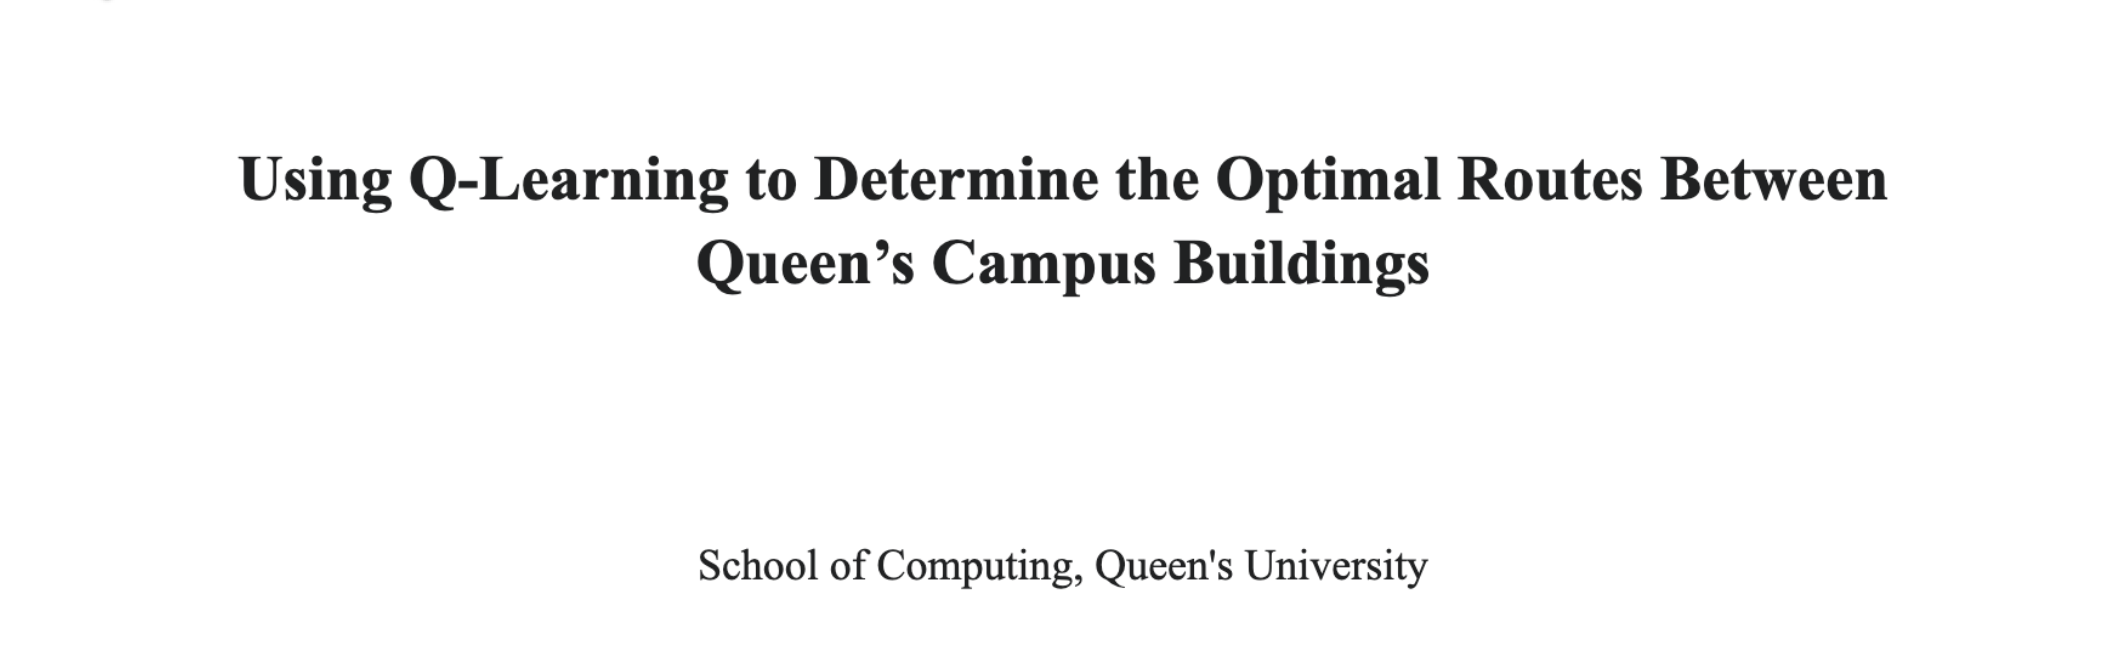 Using Q-Learning to Determine the Optimal Routes Between
Queen’s Campus Buildings
School of Computing, Queen's University